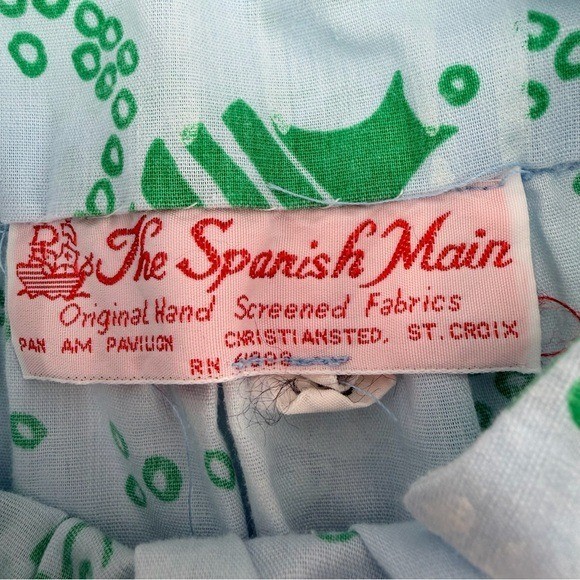 The Spanish Main
Original Hand Screened Fabrics
PAN AM PAVILION CHRISTIANSTED, ST. CROIX
RN